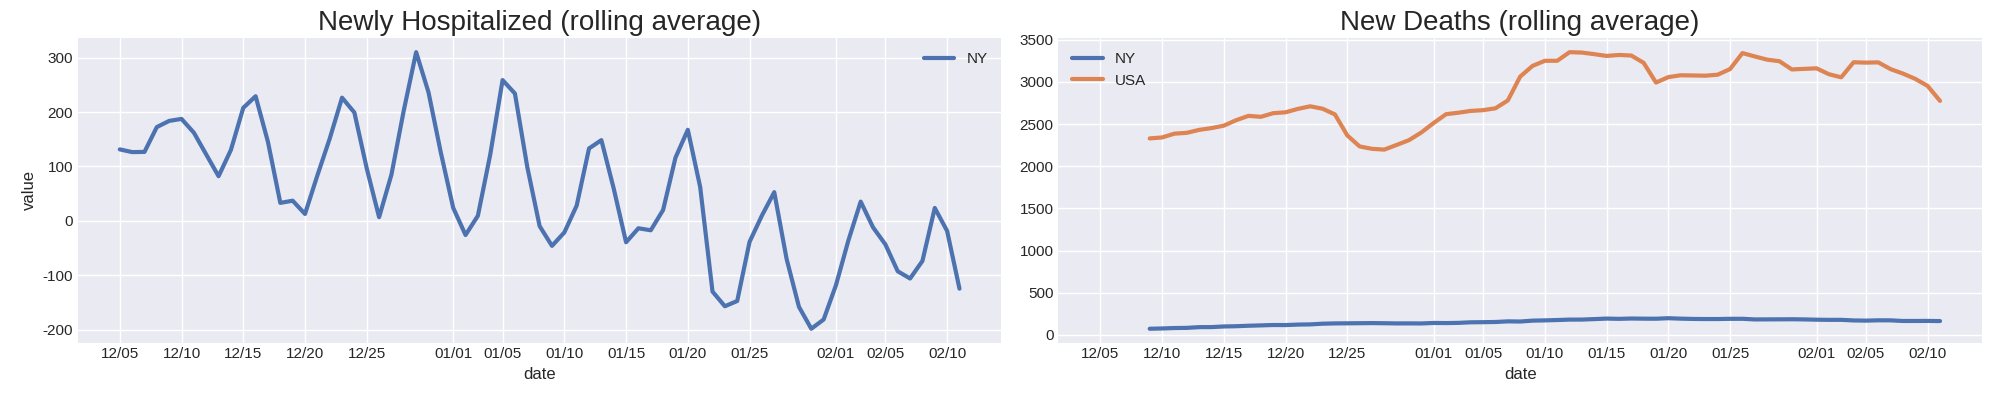 Newly Hospitalized (rolling average)
NY
300
200
100
0
-100
-200
value
12/05 12/10 12/15 12/20 12/25 01/01 01/05 01/10 01/15 01/20 01/25 02/01 02/05 02/10
date
New Deaths (rolling average)
NY
USA
3500
3000
2500
2000
1500
1000
500
0
12/05 12/10 12/15 12/20 12/25 01/01 01/05 01/10 01/15 01/20 01/25 02/01 02/05 02/10
date